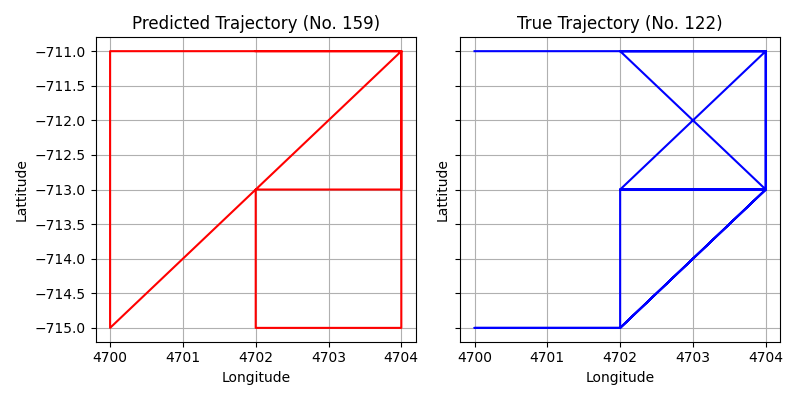 Predicted Trajectory (No. 159)
True Trajectory (No. 122)
−711.0
−711.5
−712.0
−712.5
−713.0
−713.5
−714.0
−714.5
−715.0
Lattitude
Lattitude
4700 4701 4702 4703 4704
4700 4701 4702 4703 4704
Longitude
Longitude